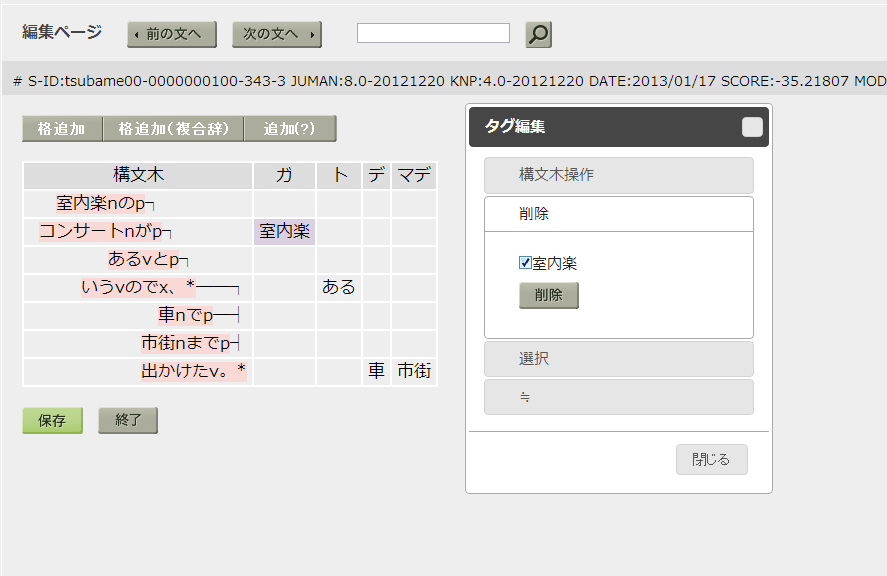 編集ページ 前の文へ 次の文へ
# S-ID:tsubame00-0000000100-343-3 JUMAN:8.0-20121220 KNP:4.0-20121220 DATE:2013/01/17 SCORE:-35.21807 MOD
格追加 格追加(複合辞) 追加(?)
構文木 ガ ト デ マデ
室内楽nのp┐
コンサートnがp┐ 室内楽
あるvとp┐
いうvのでx、*──┐ ある
車nでp─┤
市街nまでp┤
出かけたv。* 車 市街
保存 終了
タグ編集
構文木操作
削除
室内楽
削除
選択
≒
閉じる